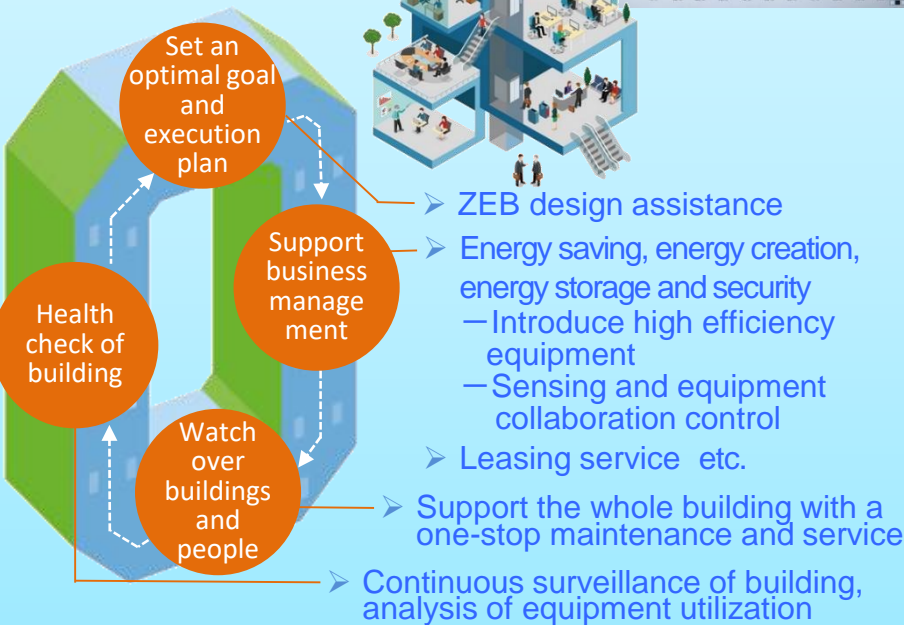 Set an
optimal goal
and
execution
plan
Support
business
manage
ment
Health
check of
building
Watch
over
buildings
and
people
➢ ZEB design assistance
➢ Energy saving, energy creation,
energy storage and security
－Introduce high efficiency
equipment
－Sensing and equipment
collaboration control
➢ Leasing service etc.
➢ Support the whole building with a
one-stop maintenance and service
➢ Continuous surveillance of building,
analysis of equipment utilization